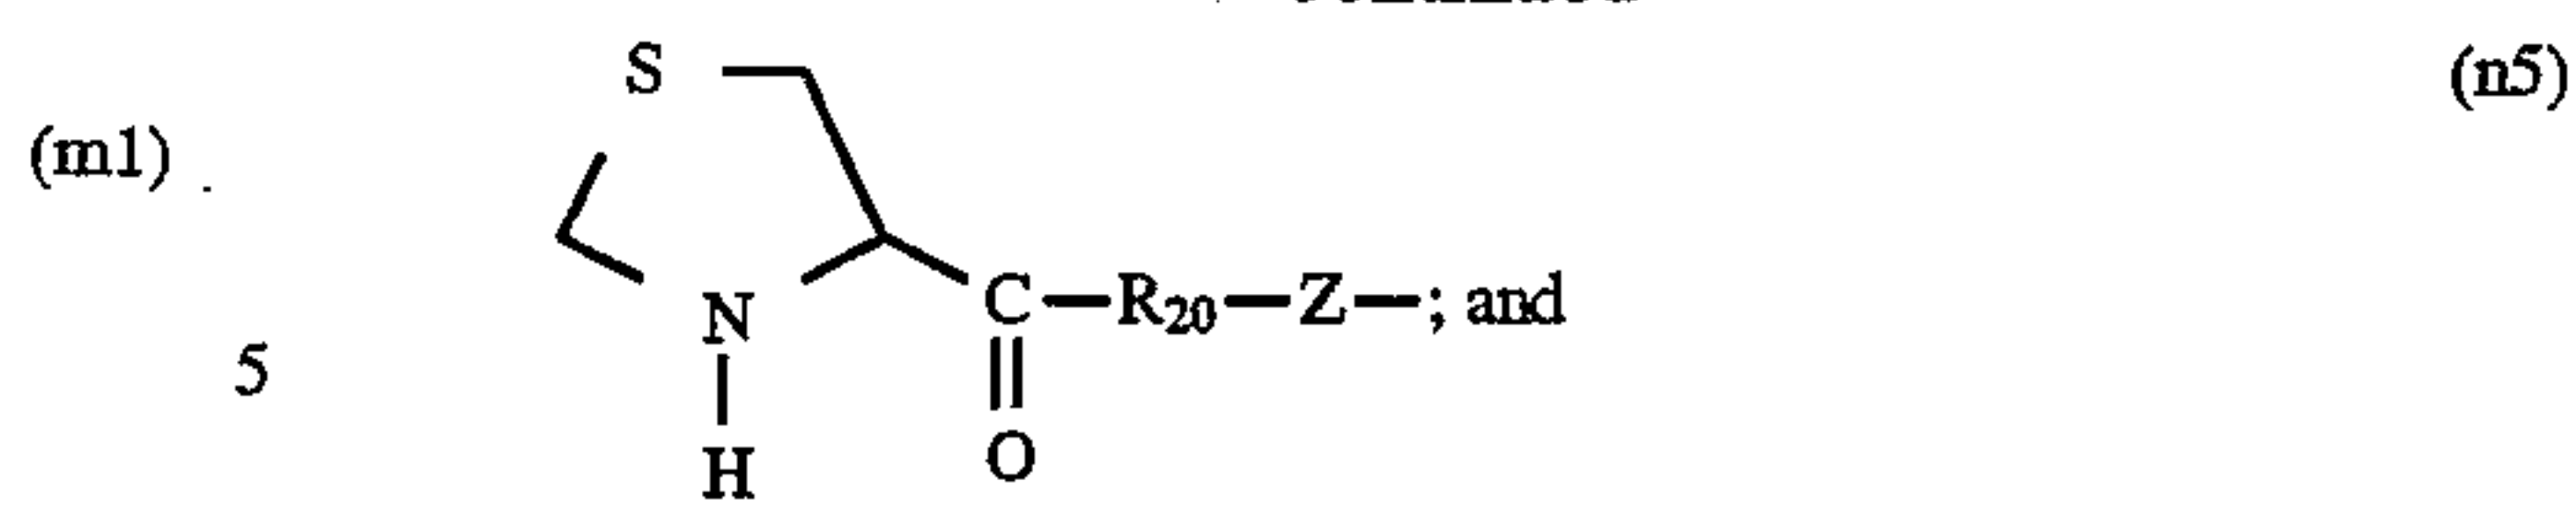 S
(n5)
(m1) .
N
C—R20—Z—; and
5
H
O